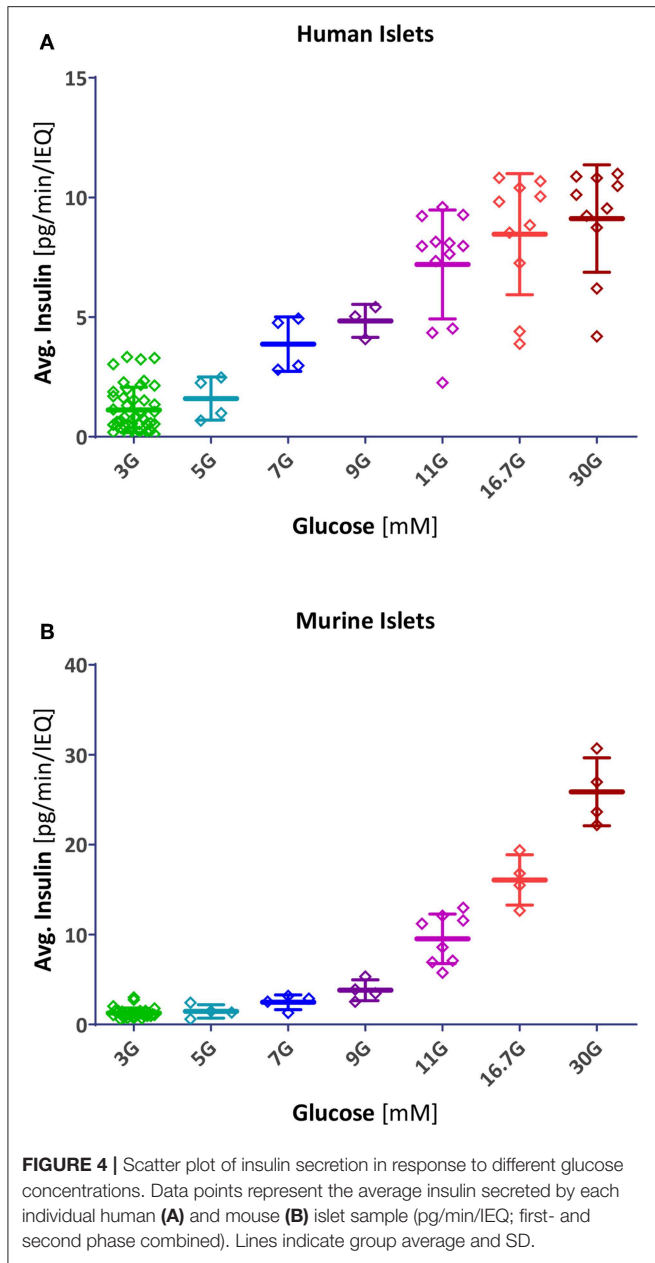 A
Human Islets
15
10
5
0
Avg. Insulin [pg/min/IEQ]
3G 5G 7G 9G 11G 16.7G 30G
Glucose [mM]
B
Murine Islets
40
30
20
10
0
Avg. Insulin [pg/min/IEQ]
3G 5G 7G 9G 11G 16.7G 30G
Glucose [mM]
FIGURE 4 | Scatter plot of insulin secretion in response to different glucose
concentrations. Data points represent the average insulin secreted by each
individual human (A) and mouse (B) islet sample (pg/min/IEQ; first- and
second phase combined). Lines indicate group average and SD.